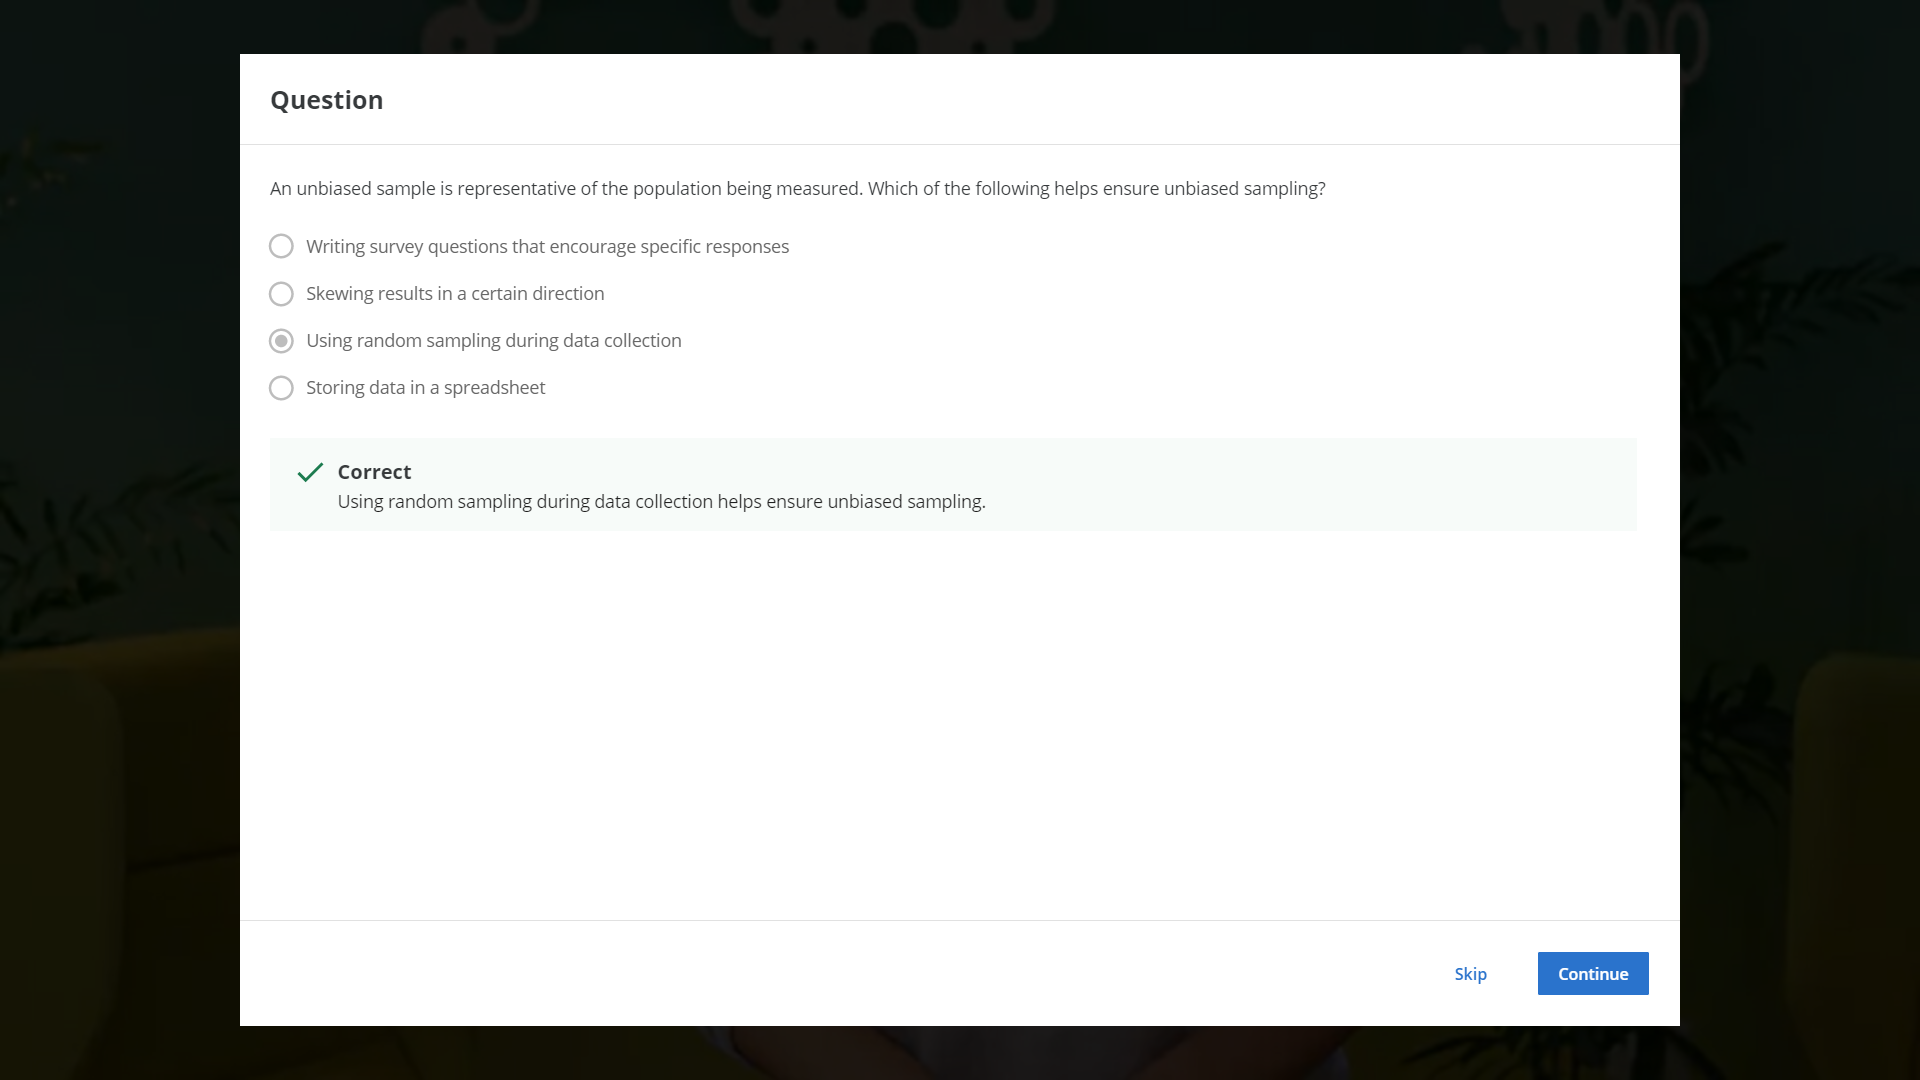 Question
An unbiased sample is representative of the population being measured. Which of the following helps ensure unbiased sampling?
Writing survey questions that encourage specific responses
Skewing results in a certain direction
Using random sampling during data collection
Storing data in a spreadsheet
Correct
Using random sampling during data collection helps ensure unbiased sampling.
Skip
Continue